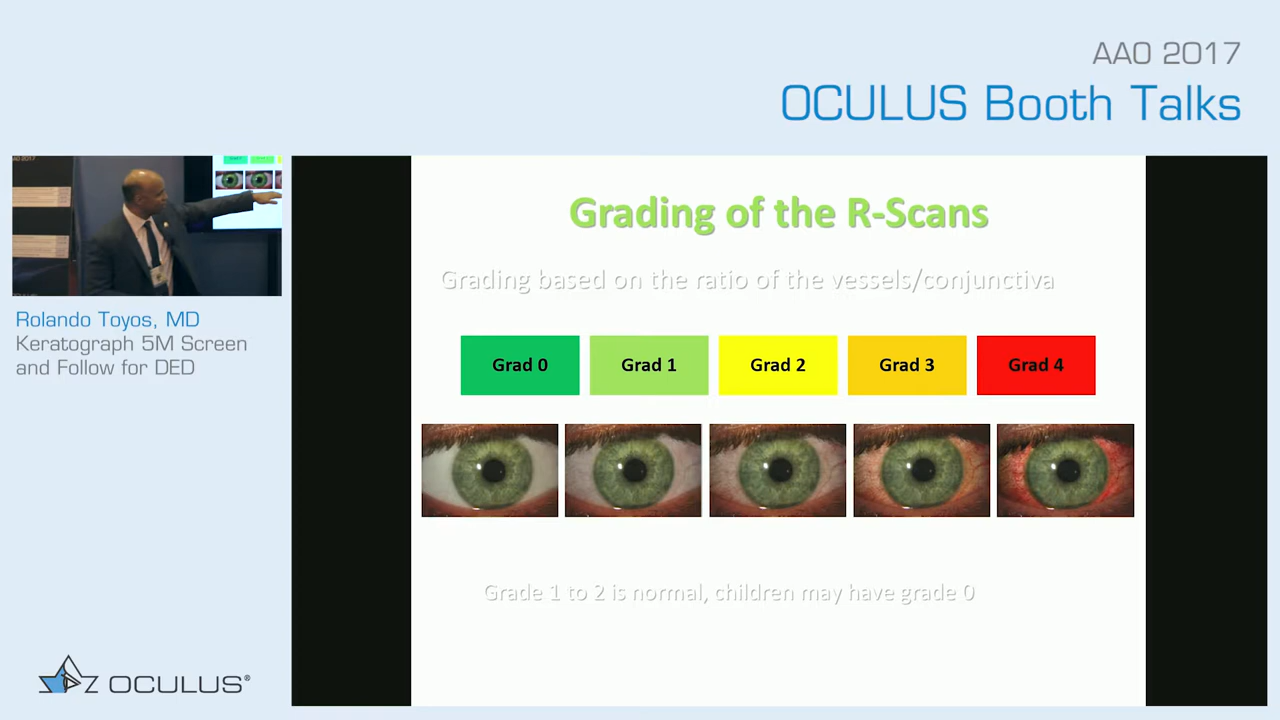 AAO 2017
OCULUS Booth Talks
Rolando Toyos, MD
Keratograph 5M Screen
and Follow for DED
Grading of the R-Scans
Grading based on the ratio of the vessels/conjunctiva
Grad 0
Grad 1
Grad 2
Grad 3
Grad 4
Grade 1 to 2 is normal, children may have grade 0
OCULUS®